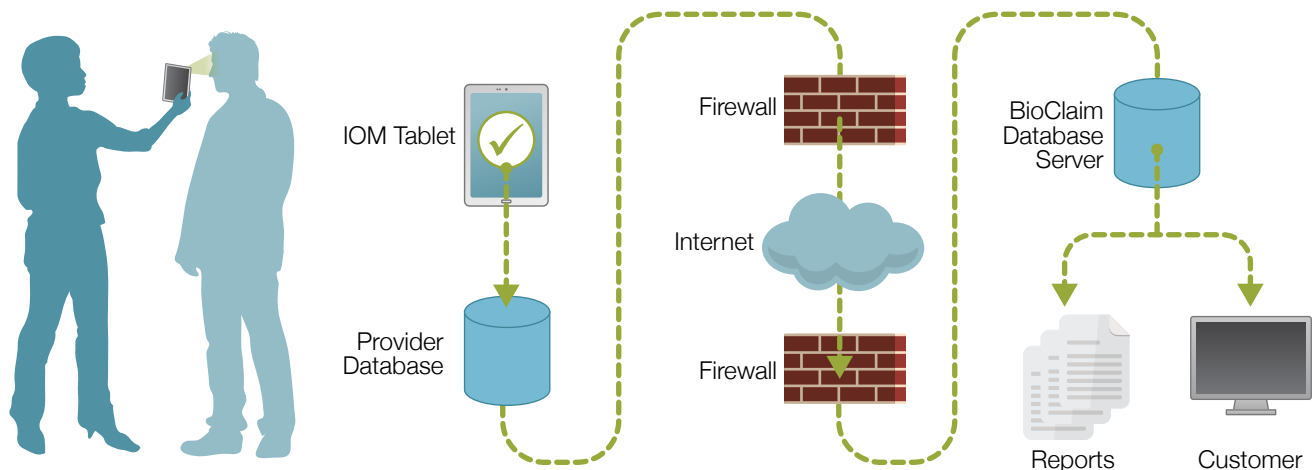 IOM Tablet
Provider
Database
Firewall
Internet
Firewall
BioClaim
Database
Server
Reports
Customer